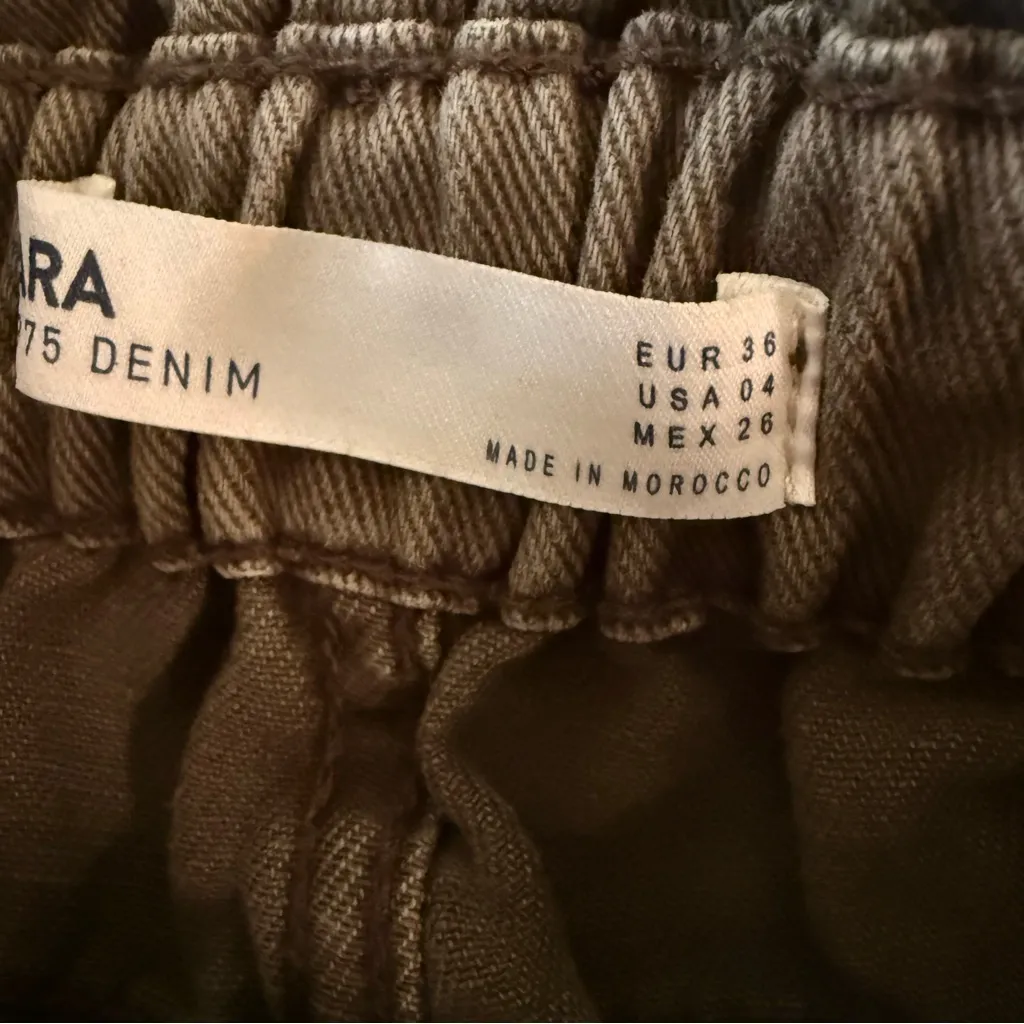 ARA
75 DENIM
EUR 36
USA 04
MEX 26
MADE IN MOROCCO